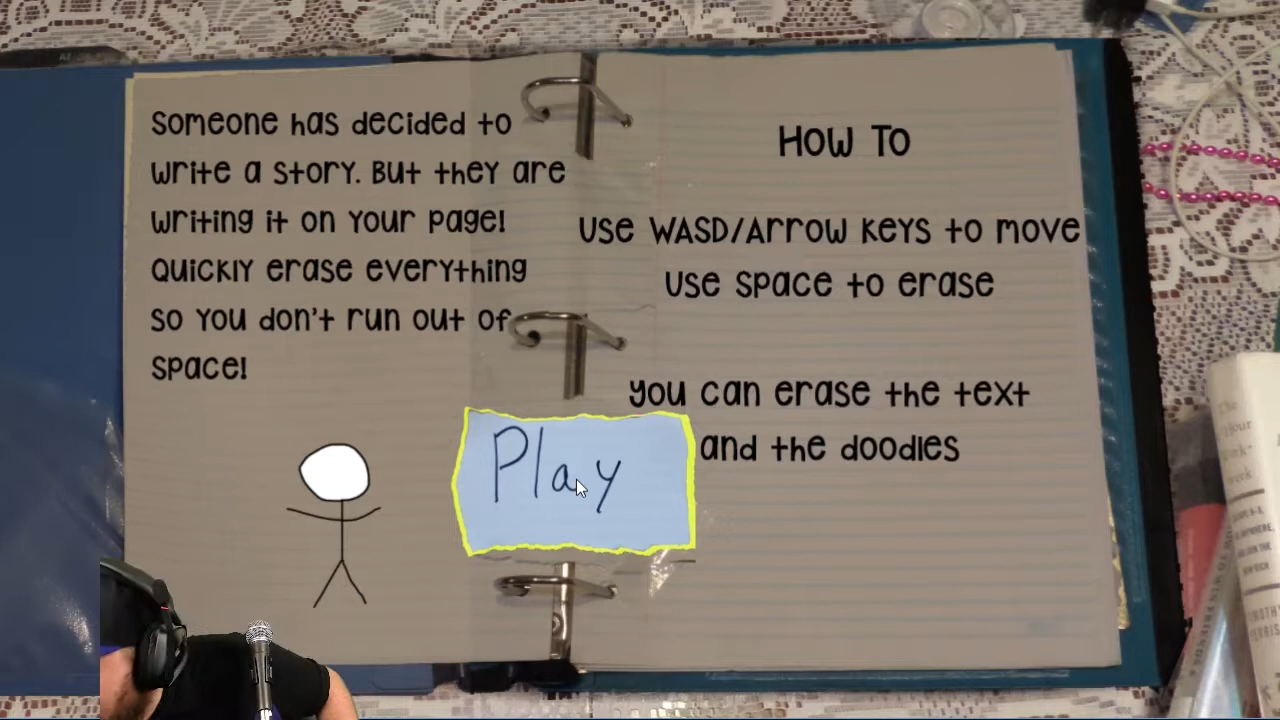 Someone has decided to
write a story. But they are
writing it on your page!
Quickly erase everything
so you don't run out of
space!
How To
Use WASD/Arrow keys to move
Use space to erase
you can erase the text
and the doodles
Play